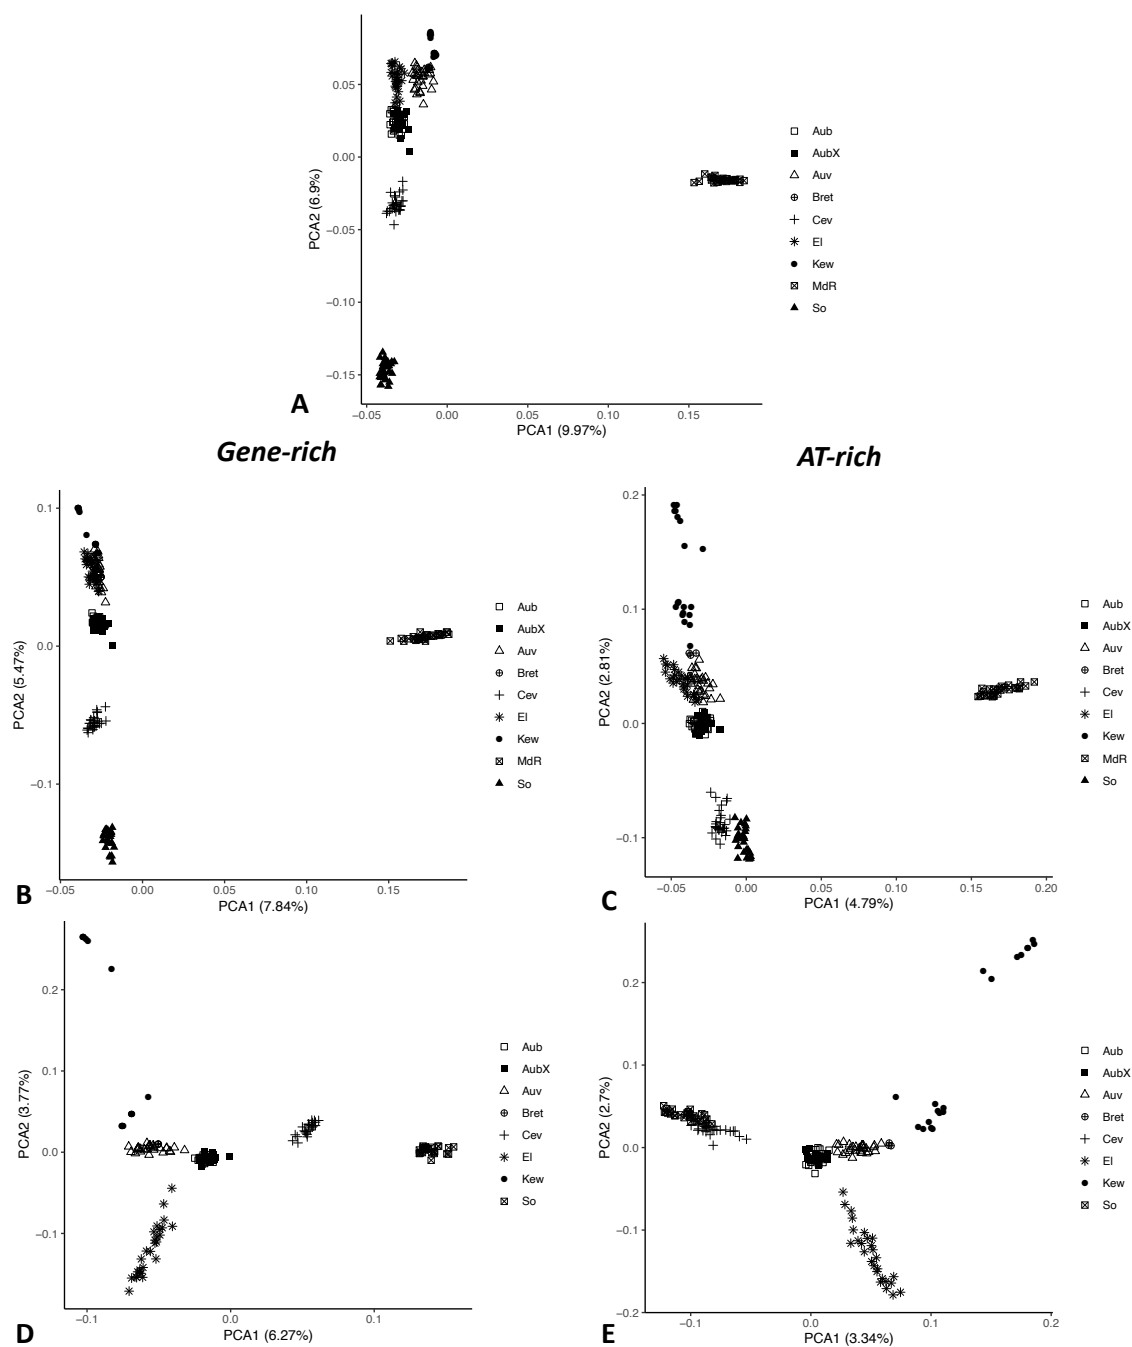 0.05
0.00
−0.05
−0.10
−0.15
PCA2 (6.9%)
−0.05
0.00
0.05
0.10
0.15
PCA1 (9.97%)
Aub
AubX
Auv
Bret
Cev
El
Kew
MdR
So
A
Gene-rich
AT-rich
0.1
0.0
−0.1
PCA2 (5.47%)
−0.05
0.00
0.05
0.10
0.15
PCA1 (7.84%)
Aub
AubX
Auv
Bret
Cev
El
Kew
MdR
So
B
0.2
0.1
0.0
−0.1
PCA2 (2.81%)
−0.05
0.00
0.05
0.10
0.15
0.20
PCA1 (4.79%)
Aub
AubX
Auv
Bret
Cev
El
Kew
MdR
So
C
0.2
0.1
0.0
−0.1
PCA2 (3.77%)
−0.1
0.0
0.1
PCA1 (6.27%)
Aub
AubX
Auv
Bret
Cev
El
Kew
So
D
0.2
0.1
0.0
−0.1
−0.2
PCA2 (2.7%)
−0.1
0.0
0.1
0.2
PCA1 (3.34%)
Aub
AubX
Auv
Bret
Cev
El
Kew
So
E